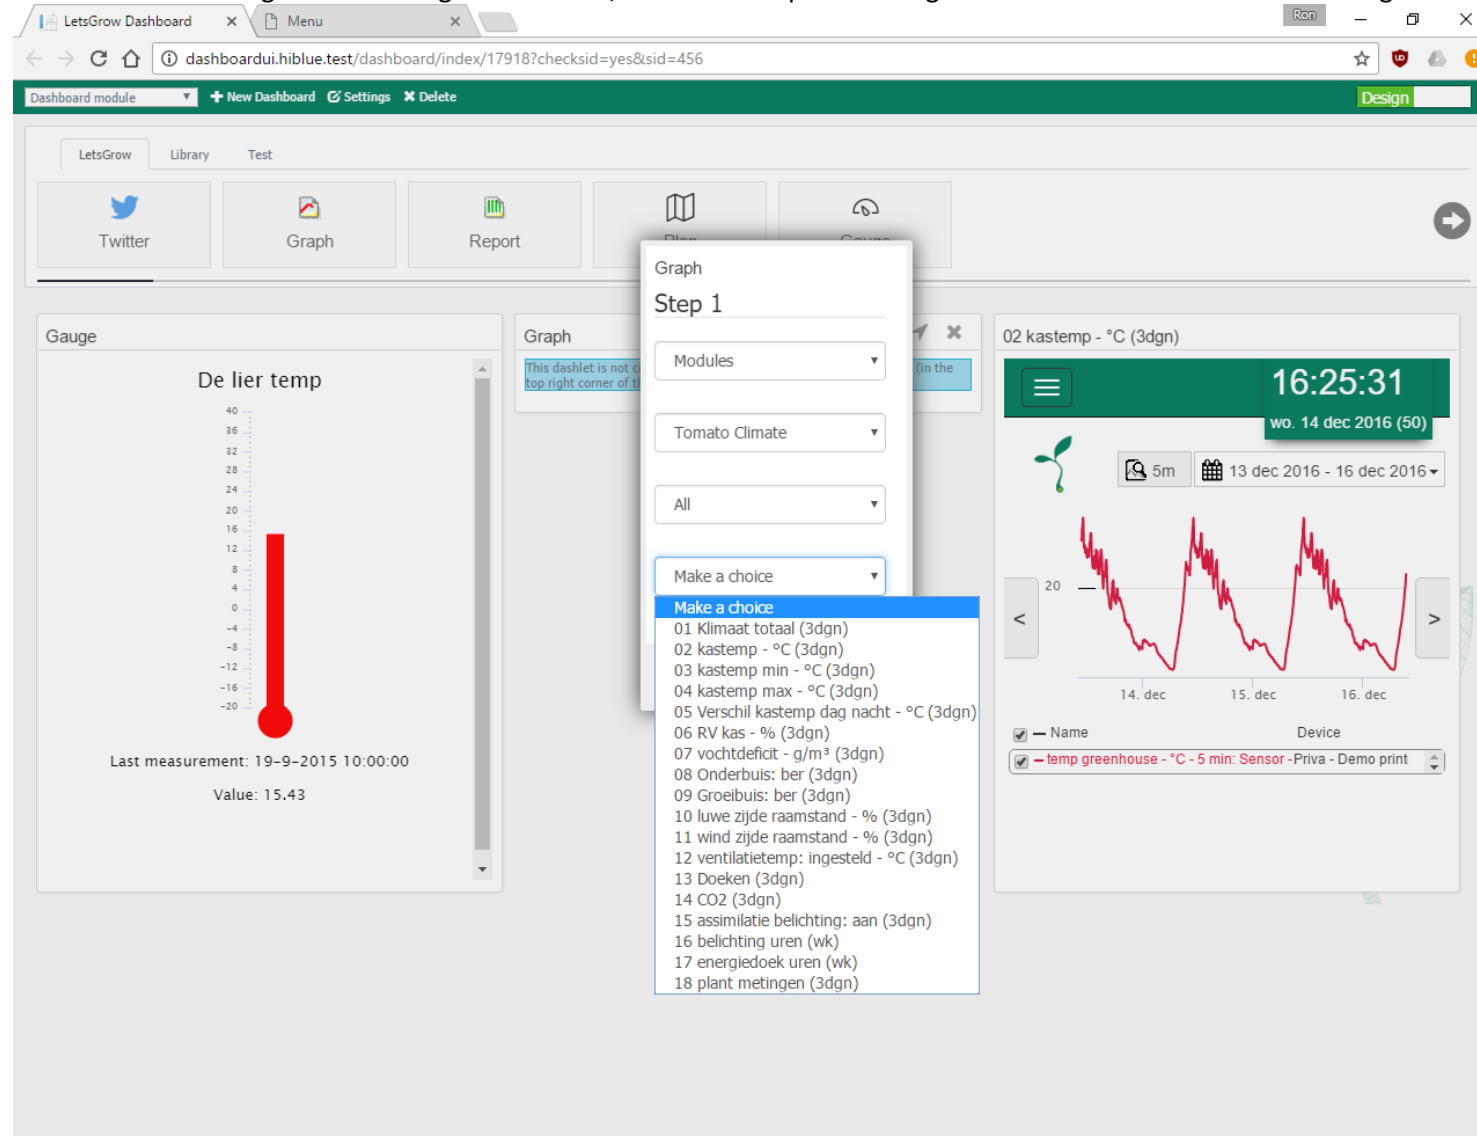 LetsGrow Dashboard
Menu
Ron
dashboardui.hiblue.test/dashboard/index/17918?checksid=yes&sid=456
Dashboard module
New Dashboard
Settings
Delete
Design
LetsGrow
Library
Test
Twitter
Graph
Report
Gauge
Graph
Step 1
Modules
Tomato Climate
All
Make a choice
Make a choice
01 Klimaat totaal (3dgn)
02 kastemp - °C (3dgn)
03 kastemp min - °C (3dgn)
04 kastemp max - °C (3dgn)
05 Verschil kastemp dag nacht - °C (3dgn)
06 RV kas - % (3dgn)
07 vochtdeficit - g/m³ (3dgn)
08 Onderbuis: ber (3dgn)
09 Groeibuis: ber (3dgn)
10 luwe zijde raamstand - % (3dgn)
11 wind zijde raamstand - % (3dgn)
12 ventilatietemp: ingesteld - °C (3dgn)
13 Doeken (3dgn)
14 CO2 (3dgn)
15 assimilatie belichting: aan (3dgn)
16 belichting uren (wk)
17 energiedoek uren (wk)
18 plant metingen (3dgn)
Gauge
De lier temp
40
36
32
28
24
20
16
12
8
4
0
-4
-8
-12
-16
-20
Last measurement: 19-9-2015 10:00:00
Value: 15.43
Graph
This dashlet is not
(in the
top right corner of
02 kastemp - °C (3dgn)
16:25:31
wo. 14 dec 2016 (50)
5m
13 dec 2016 - 16 dec 2016
20
<
>
14. dec
15. dec
16. dec
Name
Device
temp greenhouse - °C - 5 min: Sensor - Priva - Demo print